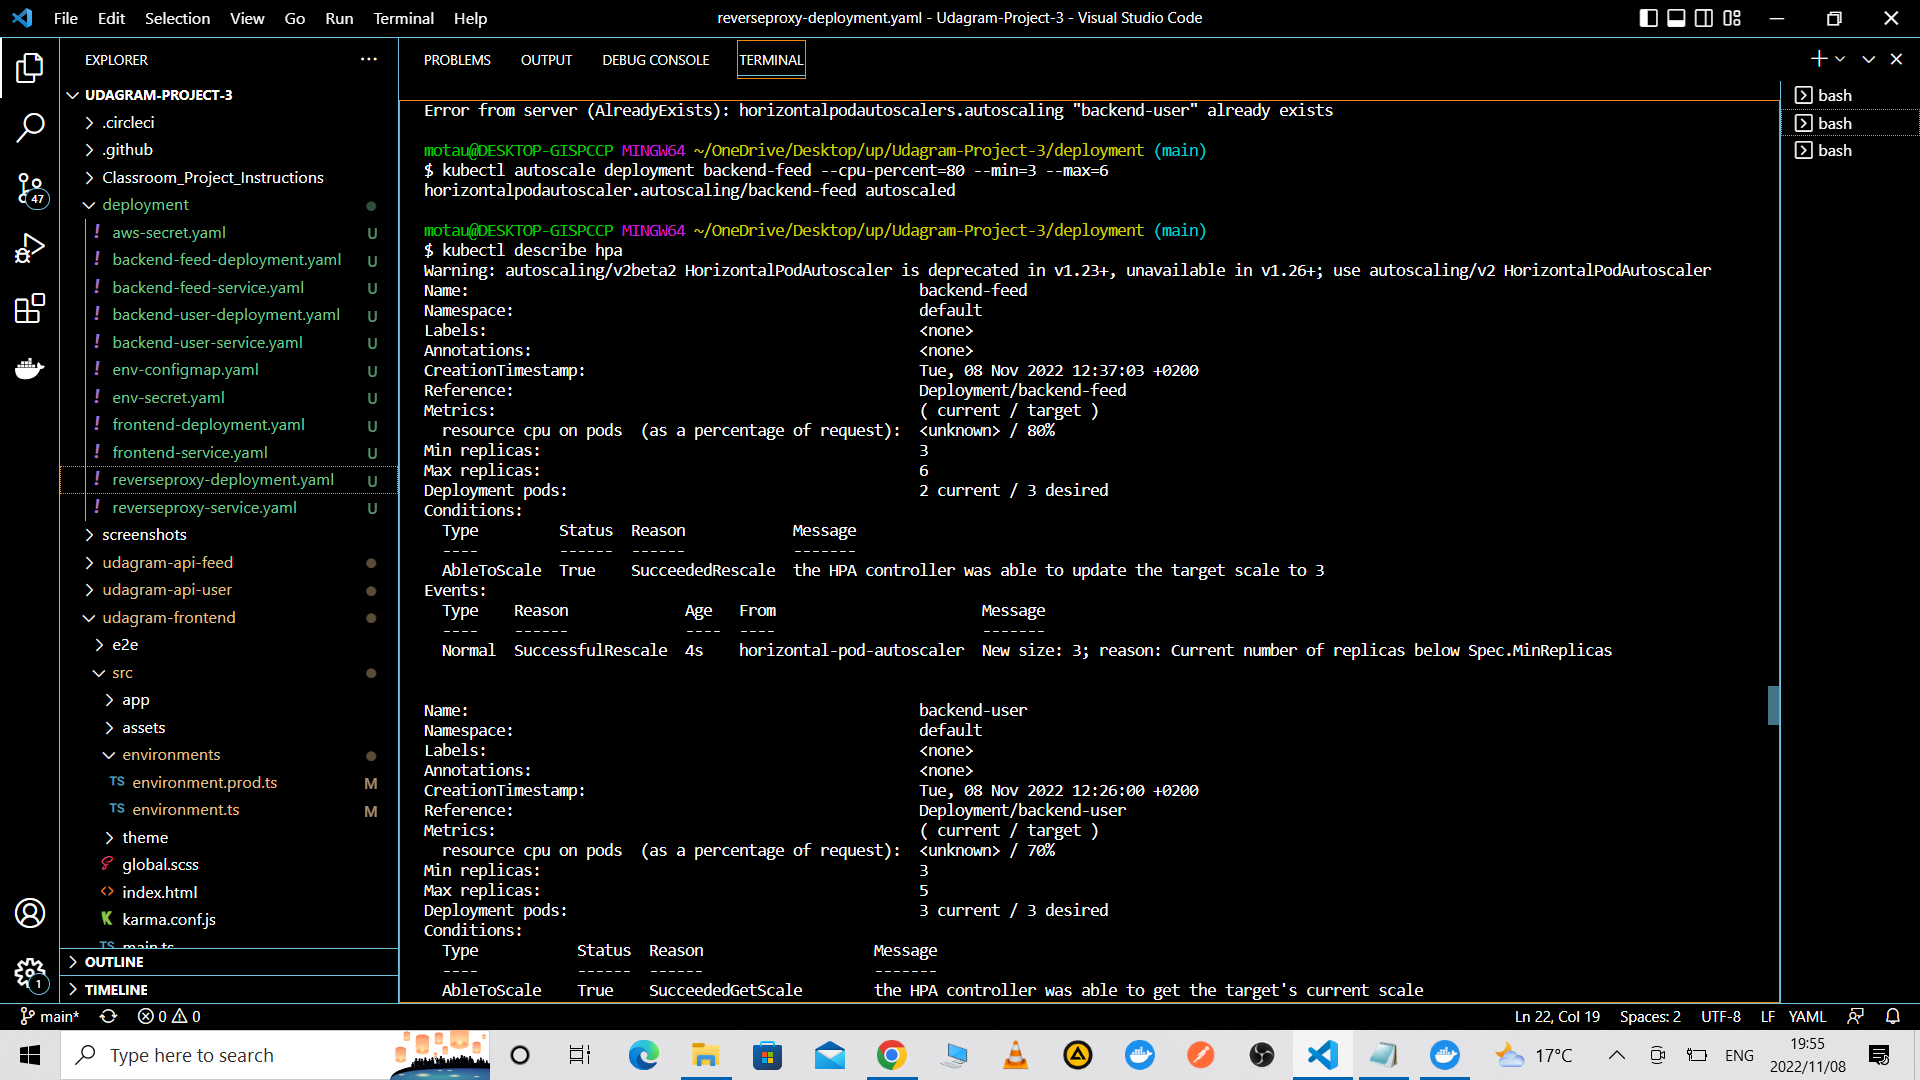 File Edit Selection View Go Run Terminal Help
reverseproxy-deployment.yaml - Udagram-Project-3 - Visual Studio Code
EXPLORER
UDAGRAM-PROJECT-3
.circleci
.github
Classroom_Project_Instructions
deployment
! aws-secret.yaml U
! backend-feed-deployment.yaml U
! backend-feed-service.yaml U
! backend-user-deployment.yaml U
! backend-user-service.yaml U
! env-configmap.yaml U
! env-secret.yaml U
! frontend-deployment.yaml U
! frontend-service.yaml U
! reverseproxy-deployment.yaml U
! reverseproxy-service.yaml U
screenshots
udagram-api-feed
udagram-api-user
udagram-frontend
e2e
src
app
assets
environments
TS environment.prod.ts M
TS environment.ts M
theme
global.scss
<> index.html
K karma.conf.js
TS main.ts
OUTLINE
TIMELINE
47
1
PROBLEMS OUTPUT DEBUG CONSOLE TERMINAL
Error from server (AlreadyExists): horizontalpodautoscalers.autoscaling "backend-user" already exists
motau@DESKTOP-GISPCCP MINGW64 ~/OneDrive/Desktop/up/Udagram-Project-3/deployment (main)
$ kubectl autoscale deployment backend-feed --cpu-percent=80 --min=3 --max=6
horizontalpodautoscaler.autoscaling/backend-feed autoscaled
motau@DESKTOP-GISPCCP MINGW64 ~/OneDrive/Desktop/up/Udagram-Project-3/deployment (main)
$ kubectl describe hpa
Warning: autoscaling/v2beta2 HorizontalPodAutoscaler is deprecated in v1.23+, unavailable in v1.26+; use autoscaling/v2 HorizontalPodAutoscaler
Name: backend-feed
Namespace: default
Labels: <none>
Annotations: <none>
CreationTimestamp: Tue, 08 Nov 2022 12:37:03 +0200
Reference: Deployment/backend-feed
Metrics: ( current / target )
resource cpu on pods (as a percentage of request): <unknown> / 80%
Min replicas: 3
Max replicas: 6
Deployment pods: 2 current / 3 desired
Conditions:
Type Status Reason Message
---- ------ ------ -------
AbleToScale True SucceededRescale the HPA controller was able to update the target scale to 3
Events:
Type Reason Age From Message
---- ------ ---- ---- -------
Normal SuccessfulRescale 4s horizontal-pod-autoscaler New size: 3; reason: Current number of replicas below Spec.MinReplicas
Name: backend-user
Namespace: default
Labels: <none>
Annotations: <none>
CreationTimestamp: Tue, 08 Nov 2022 12:26:00 +0200
Reference: Deployment/backend-user
Metrics: ( current / target )
resource cpu on pods (as a percentage of request): <unknown> / 70%
Min replicas: 3
Max replicas: 5
Deployment pods: 3 current / 3 desired
Conditions:
Type Status Reason Message
---- ------ ------ -------
AbleToScale True SucceededGetScale the HPA controller was able to get the target's current scale
bash
bash
bash
main* 0 0
Ln 22, Col 19 Spaces: 2 UTF-8 LF YAML
Type here to search
17°C
ENG
19:55
2022/11/08